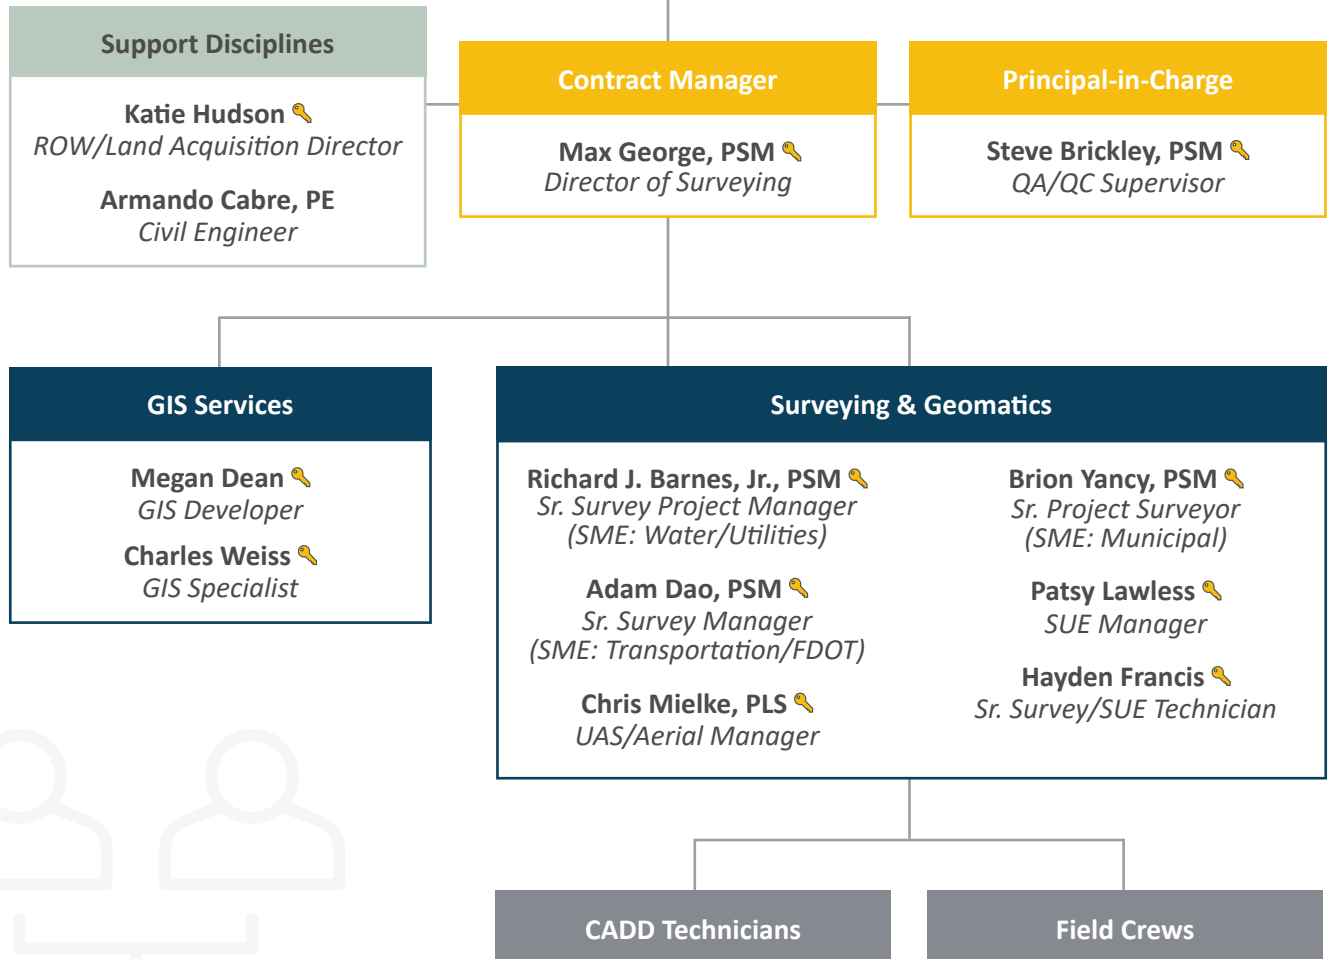 Support Disciplines
Katie Hudson
ROW/Land Acquisition Director
Armando Cabre, PE
Civil Engineer
Contract Manager
Max George, PSM
Director of Surveying
Principal-in-Charge
Steve Brickley, PSM
QA/QC Supervisor
GIS Services
Megan Dean
GIS Developer
Charles Weiss
GIS Specialist
Surveying & Geomatics
Richard J. Barnes, Jr., PSM
Sr. Survey Project Manager
(SME: Water/Utilities)
Adam Dao, PSM
Sr. Survey Manager
(SME: Transportation/FDOT)
Chris Mielke, PLS
UAS/Aerial Manager
Brion Yancy, PSM
Sr. Project Surveyor
(SME: Municipal)
Patsy Lawless
SUE Manager
Hayden Francis
Sr. Survey/SUE Technician
CADD Technicians
Field Crews